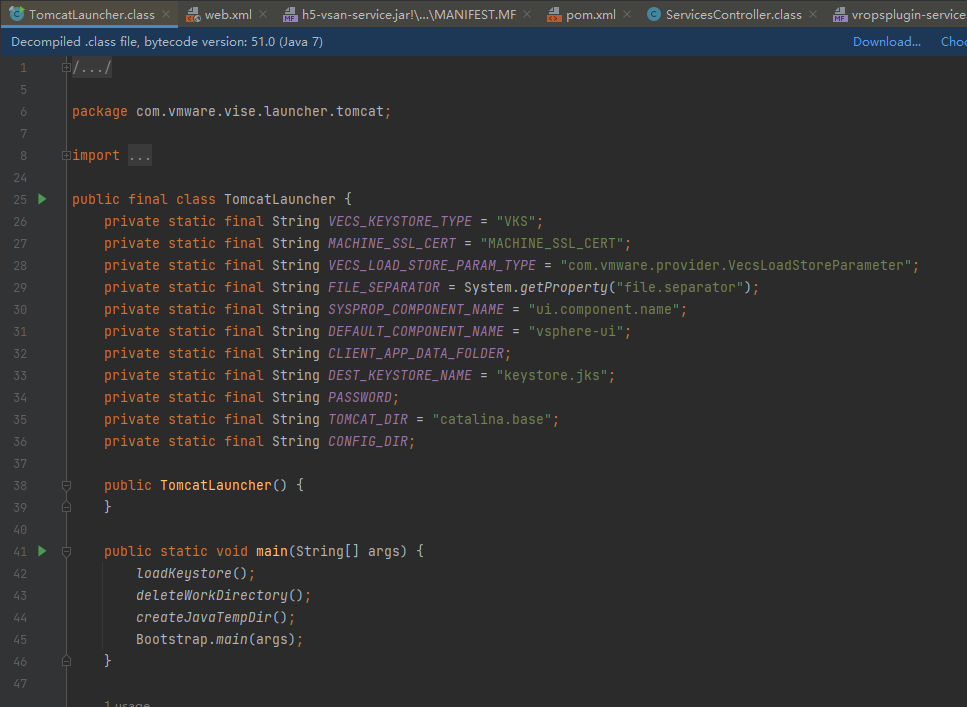 TomcatLauncher.class web.xml h5-vsan-service.jar!\...\MANIFEST.MF pom.xml ServicesController.class vropsplugin-service
Decompiled .class file, bytecode version: 51.0 (Java 7) Download... Choo
1 /.../
5
6 package com.vmware.vise.launcher.tomcat;
7
8 import ...
24
25 public final class TomcatLauncher {
26 private static final String VECS_KEYSTORE_TYPE = "VKS";
27 private static final String MACHINE_SSL_CERT = "MACHINE_SSL_CERT";
28 private static final String VECS_LOAD_STORE_PARAM_TYPE = "com.vmware.provider.VecsLoadStoreParameter";
29 private static final String FILE_SEPARATOR = System.getProperty("file.separator");
30 private static final String SYSPROP_COMPONENT_NAME = "ui.component.name";
31 private static final String DEFAULT_COMPONENT_NAME = "vsphere-ui";
32 private static final String CLIENT_APP_DATA_FOLDER;
33 private static final String DEST_KEYSTORE_NAME = "keystore.jks";
34 private static final String PASSWORD;
35 private static final String TOMCAT_DIR = "catalina.base";
36 private static final String CONFIG_DIR;
37
38 public TomcatLauncher() {
39 }
40
41 public static void main(String[] args) {
42 loadKeystore();
43 deleteWorkDirectory();
44 createJavaTempDir();
45 Bootstrap.main(args);
46 }
47
1 usage